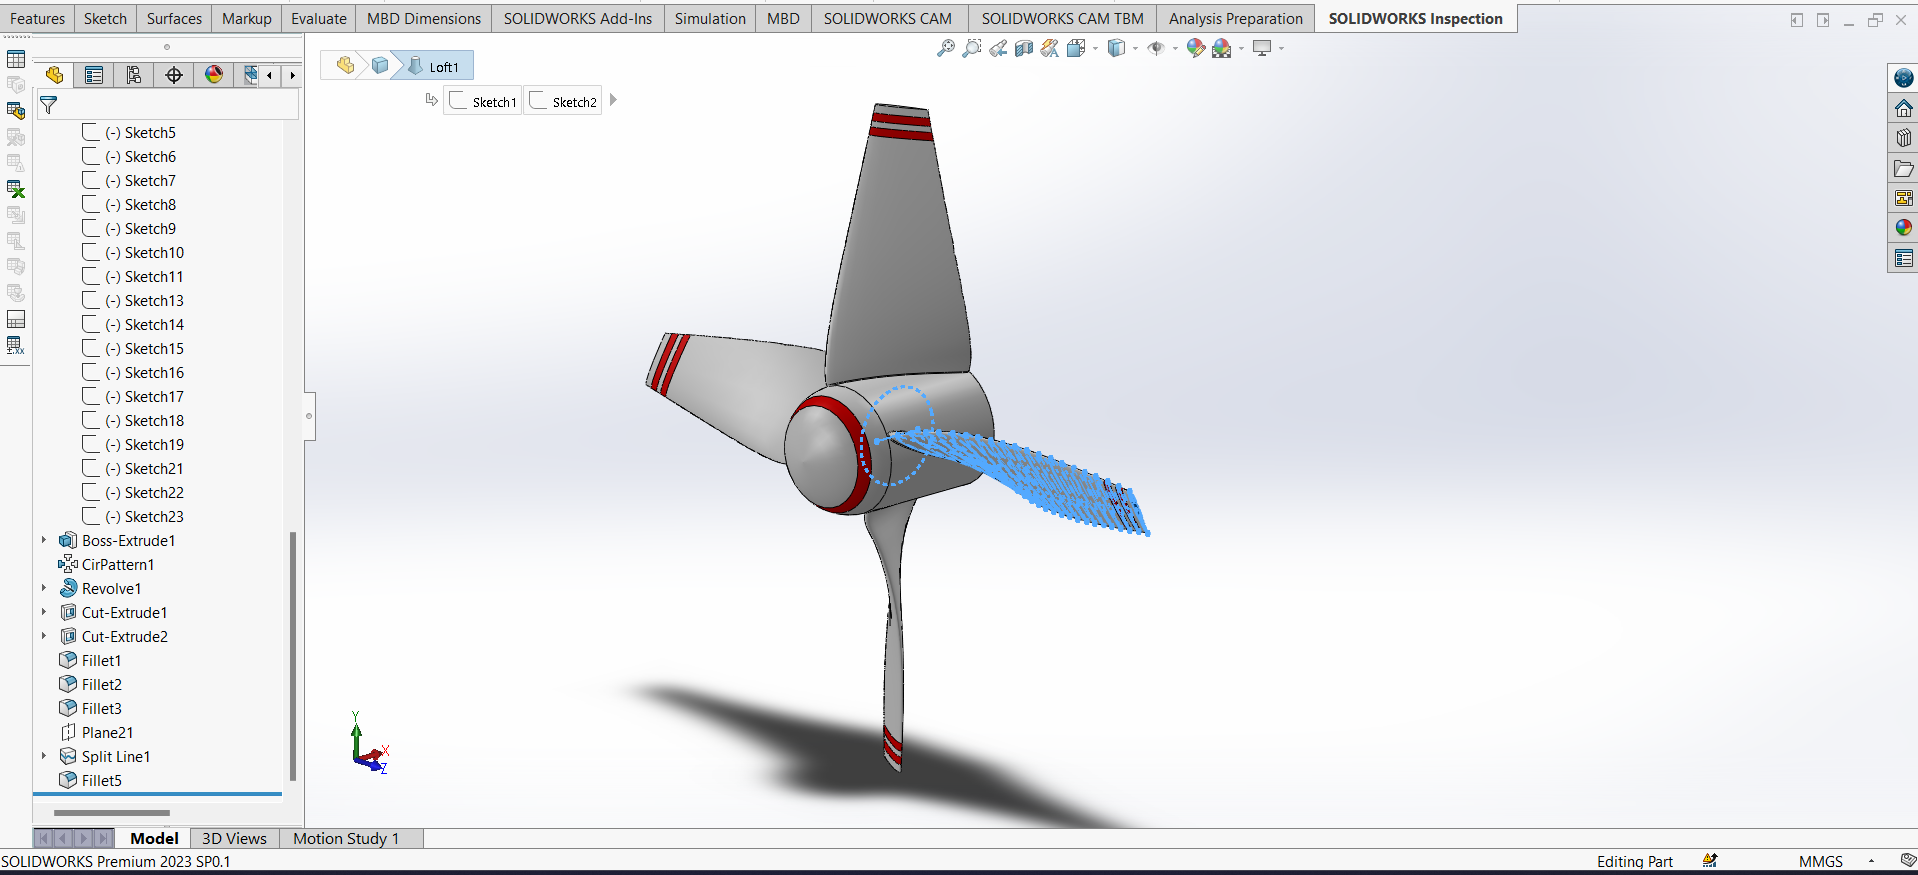 Features Sketch Surfaces Markup Evaluate MBD Dimensions SOLIDWORKS Add-Ins Simulation MBD SOLIDWORKS CAM SOLIDWORKS CAM TBM Analysis Preparation SOLIDWORKS Inspection
Loft1
Sketch1 Sketch2
(-) Sketch5
(-) Sketch6
(-) Sketch7
(-) Sketch8
(-) Sketch9
(-) Sketch10
(-) Sketch11
(-) Sketch13
(-) Sketch14
(-) Sketch15
(-) Sketch16
(-) Sketch17
(-) Sketch18
(-) Sketch19
(-) Sketch21
(-) Sketch22
(-) Sketch23
Boss-Extrude1
CirPattern1
Revolve1
Cut-Extrude1
Cut-Extrude2
Fillet1
Fillet2
Fillet3
Plane21
Split Line1
Fillet5
Y
X
Z
Model 3D Views Motion Study 1
SOLIDWORKS Premium 2023 SP0.1 Editing Part MMGS